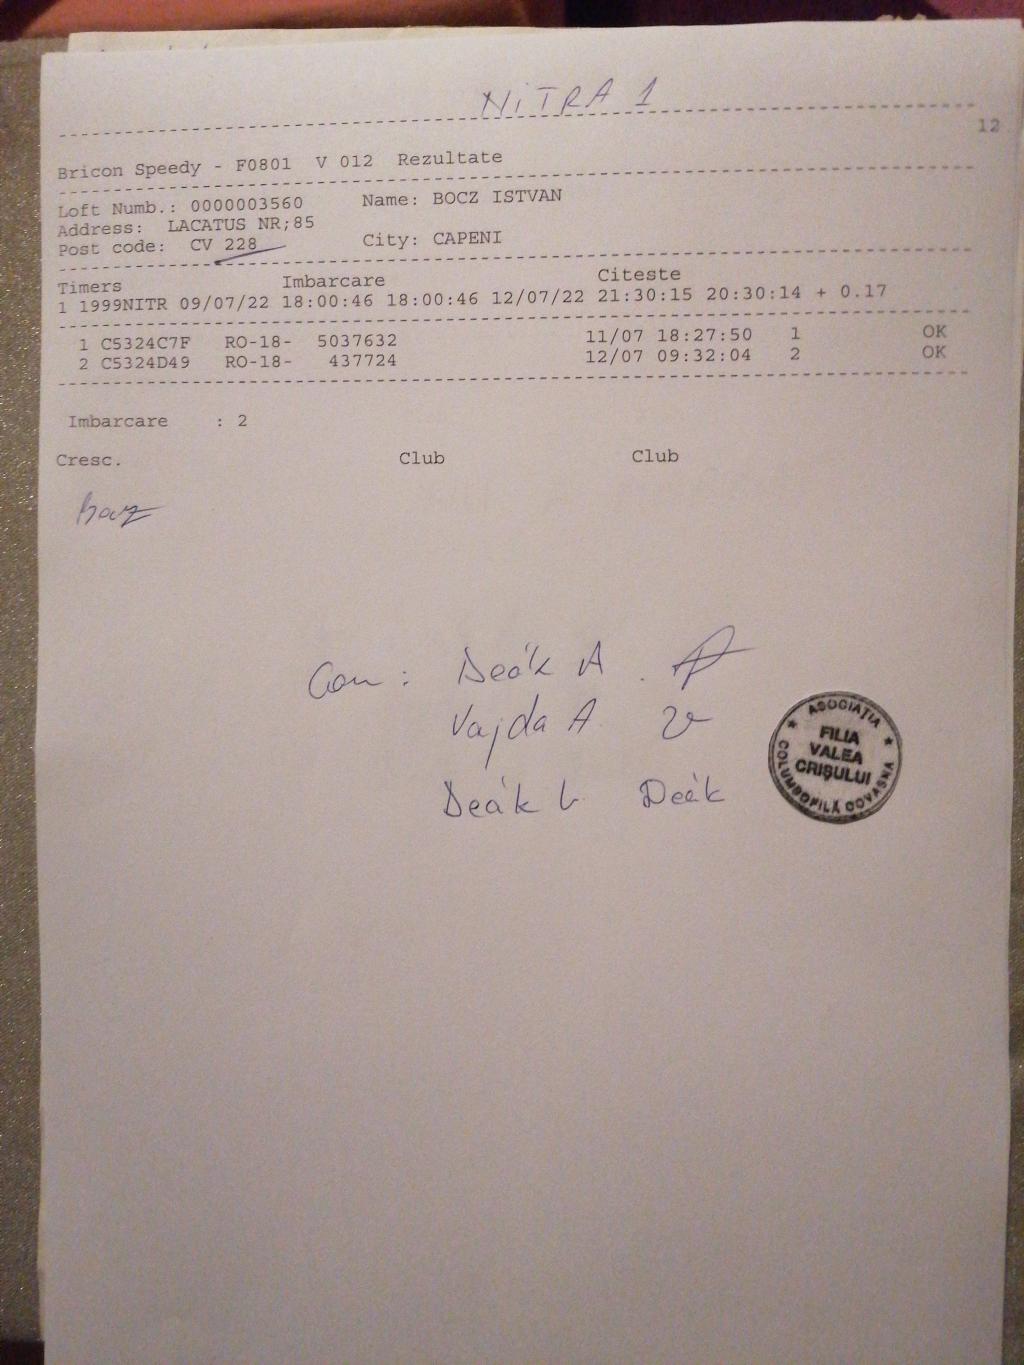 NiTRA 1
12
Bricon Speedy - F0801 V 012 Rezultate
Loft Numb.: 0000003560 Name: BOCZ ISTVAN
Address: LACATUS NR;85
Post code: CV 228 City: CAPENI
Timers Imbarcare Citeste
1 1999NITR 09/07/22 18:00:46 18:00:46 12/07/22 21:30:15 20:30:14 + 0.17
1 C5324C7F RO-18- 5037632 11/07 18:27:50 1 OK
2 C5324D49 RO-18- 437724 12/07 09:32:04 2 OK
Imbarcare : 2
Cresc. Club Club
Deák A
Vajda A.
Deák L Deák
ASOCIAŢIA
FILIA
VALEA
CRIŞULUI
COLUMBOFILĂ COVASNA